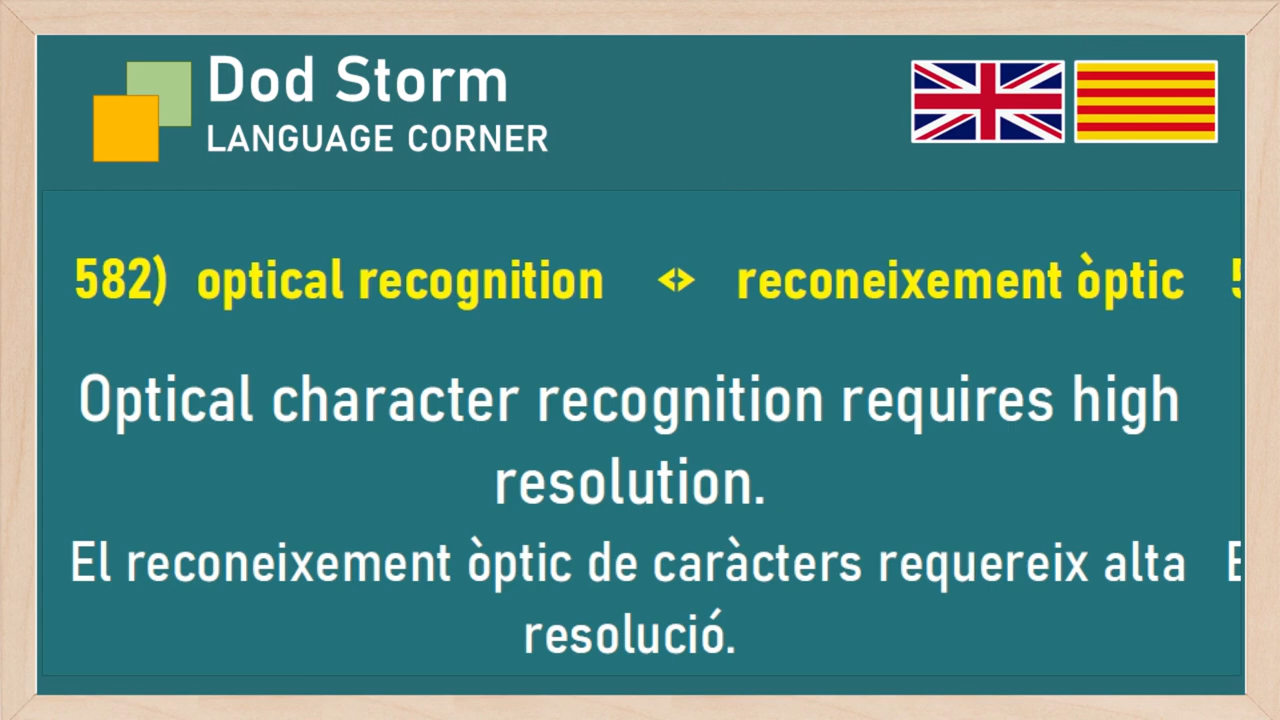 Dod Storm
LANGUAGE CORNER
582) optical recognition <> reconeixement òptic
Optical character recognition requires high
resolution.
El reconeixement òptic de caràcters requereix alta
resolució.